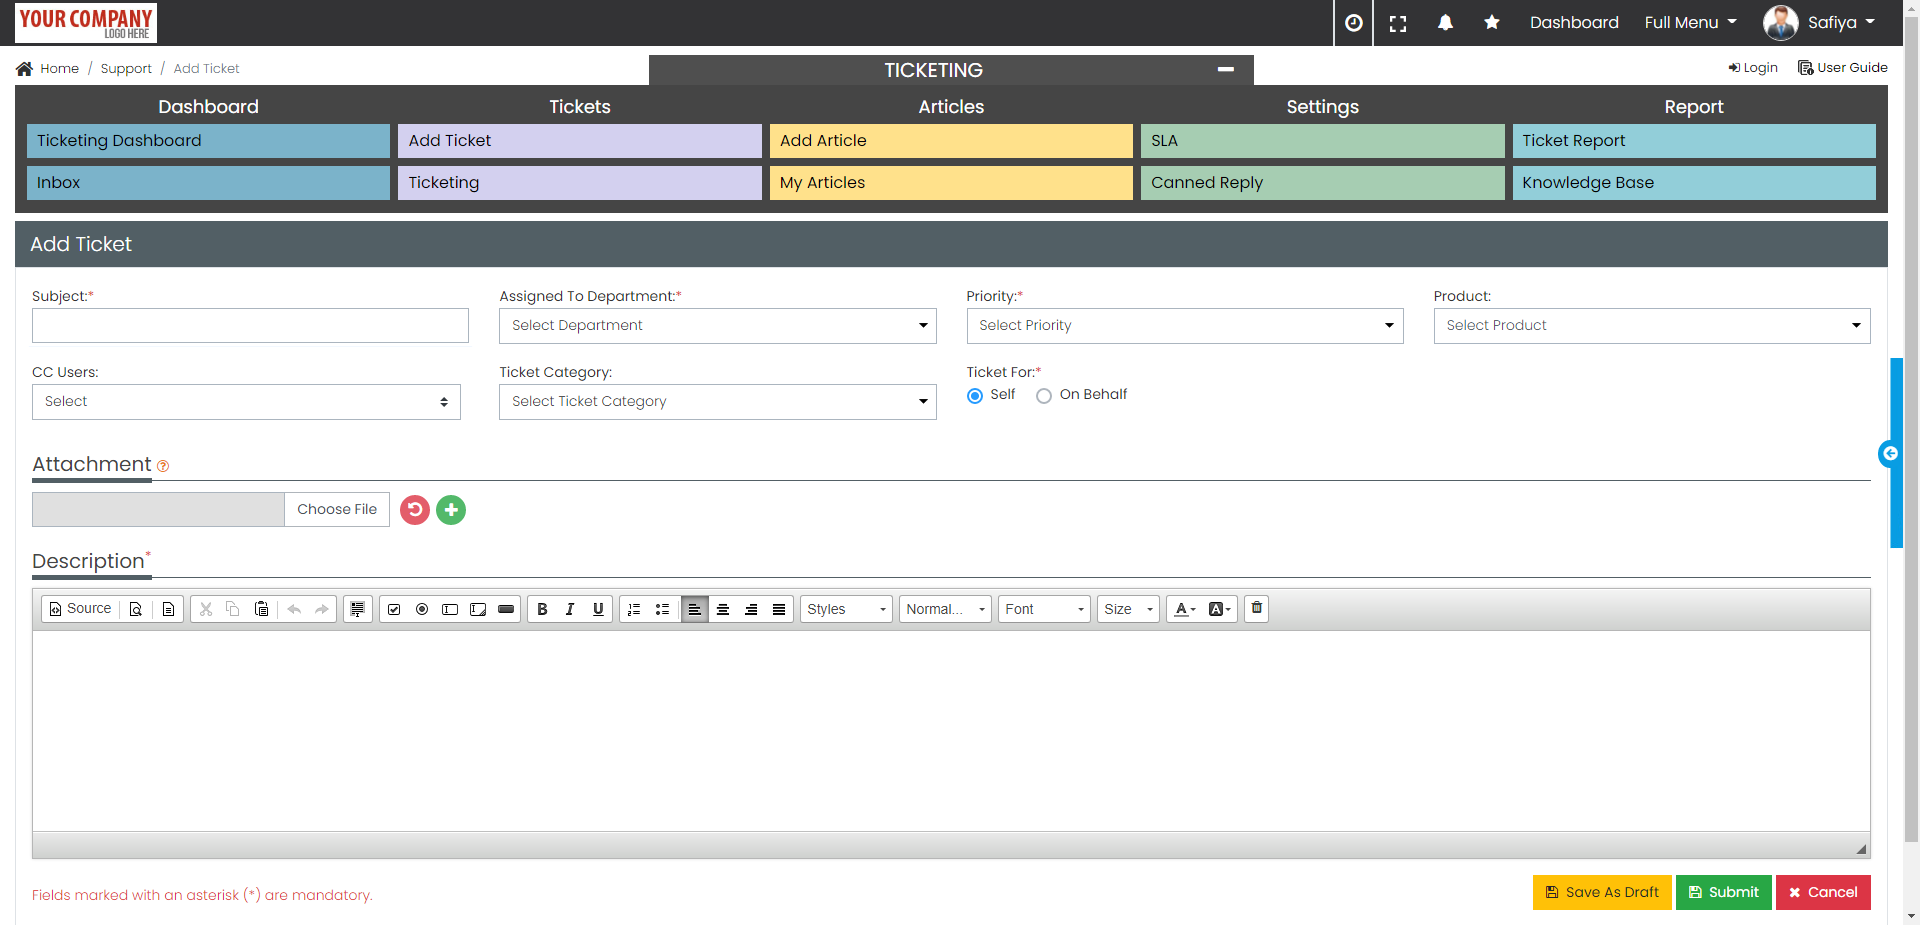 YOUR COMPANY
LOGO HERE
Dashboard Full Menu Safiya
Home / Support / Add Ticket
TICKETING
Login User Guide
Dashboard Tickets Articles Settings Report
Ticketing Dashboard Add Ticket Add Article SLA Ticket Report
Inbox Ticketing My Articles Canned Reply Knowledge Base
Add Ticket
Subject:* Assigned To Department:* Priority:* Product:
Select Department Select Priority Select Product
CC Users: Ticket Category: Ticket For:*
Select Select Ticket Category Self On Behalf
Attachment ?
Choose File
Description*
Source B I U Styles Normal... Font Size A A
Fields marked with an asterisk (*) are mandatory.
Save As Draft Submit Cancel